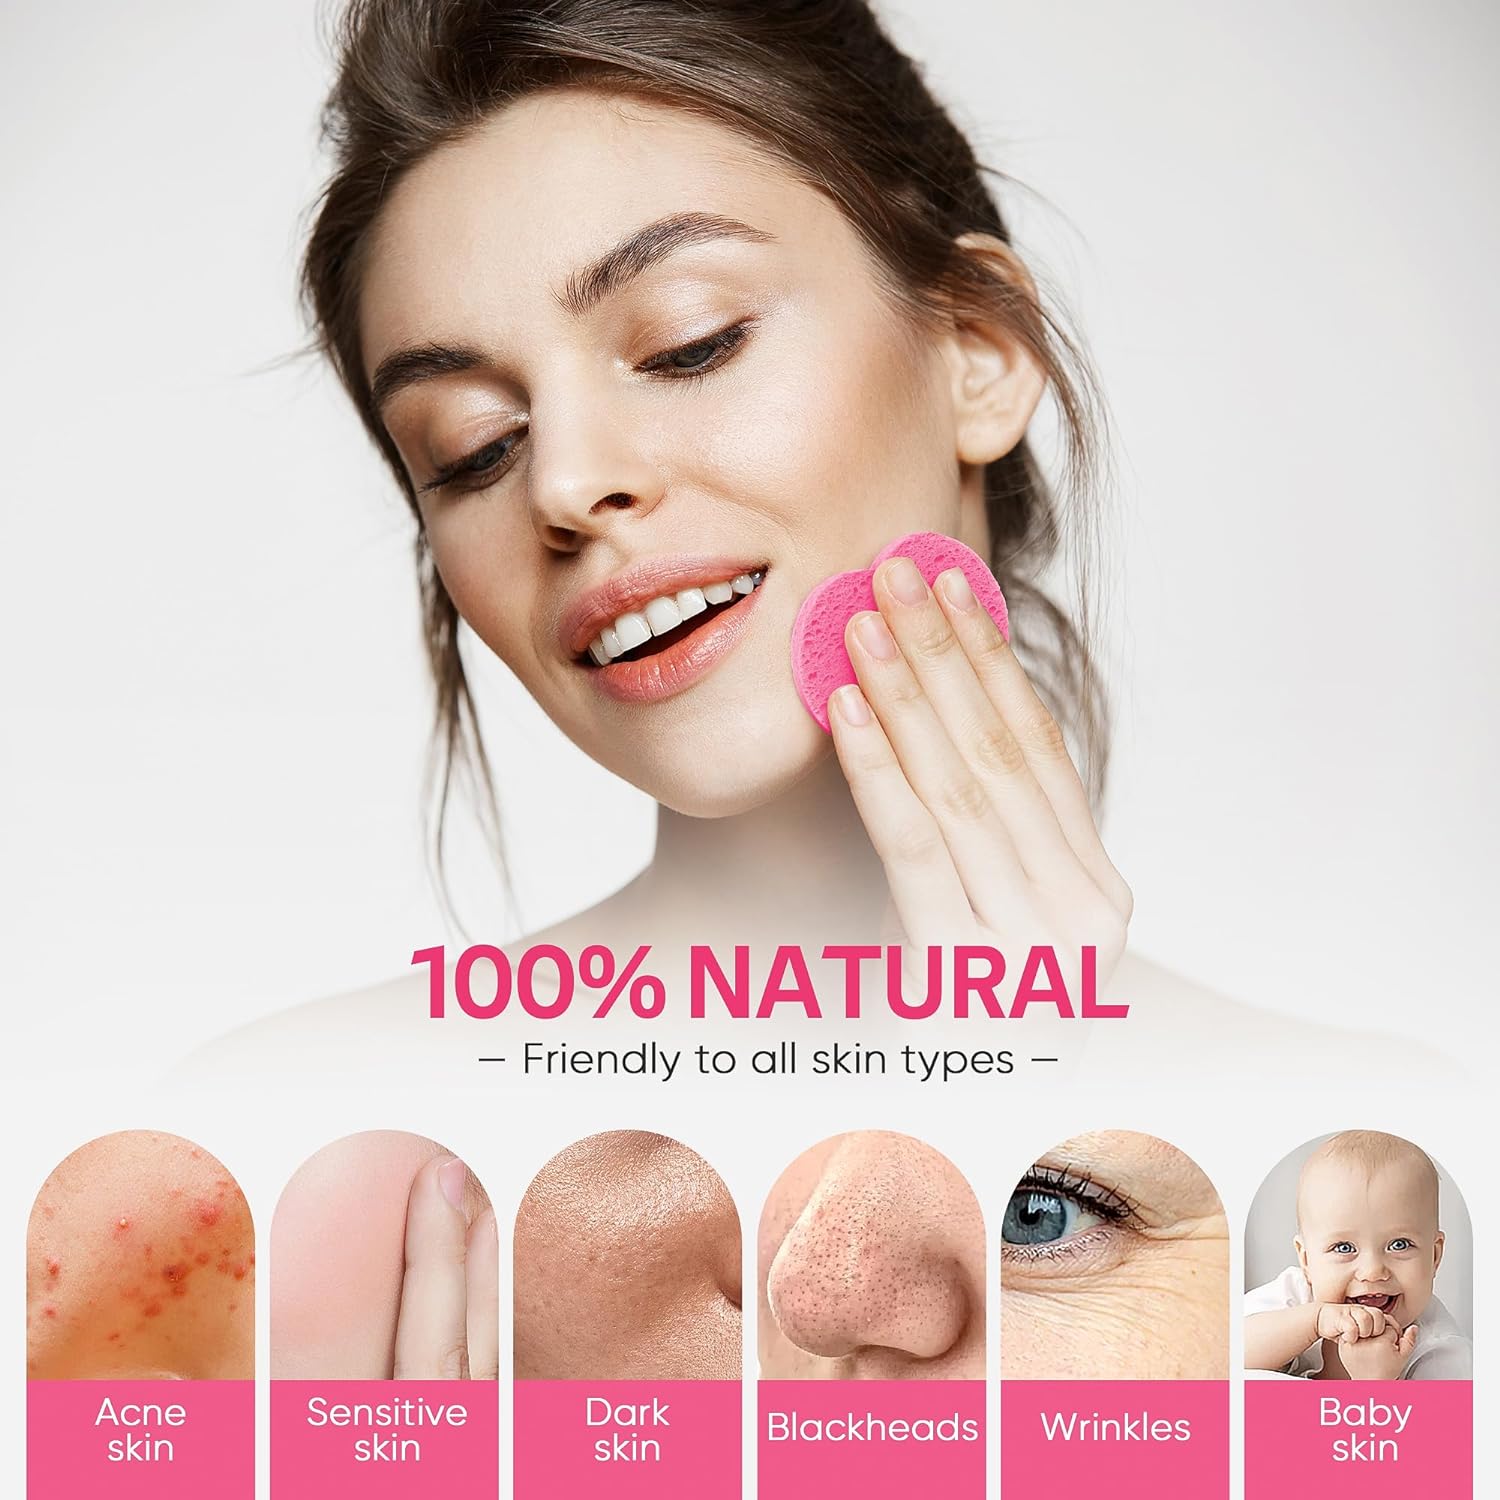 100% NATURAL
– Friendly to all skin types –
Acne
skin
Sensitive
skin
Dark
skin
Blackheads
Wrinkles
Baby
skin